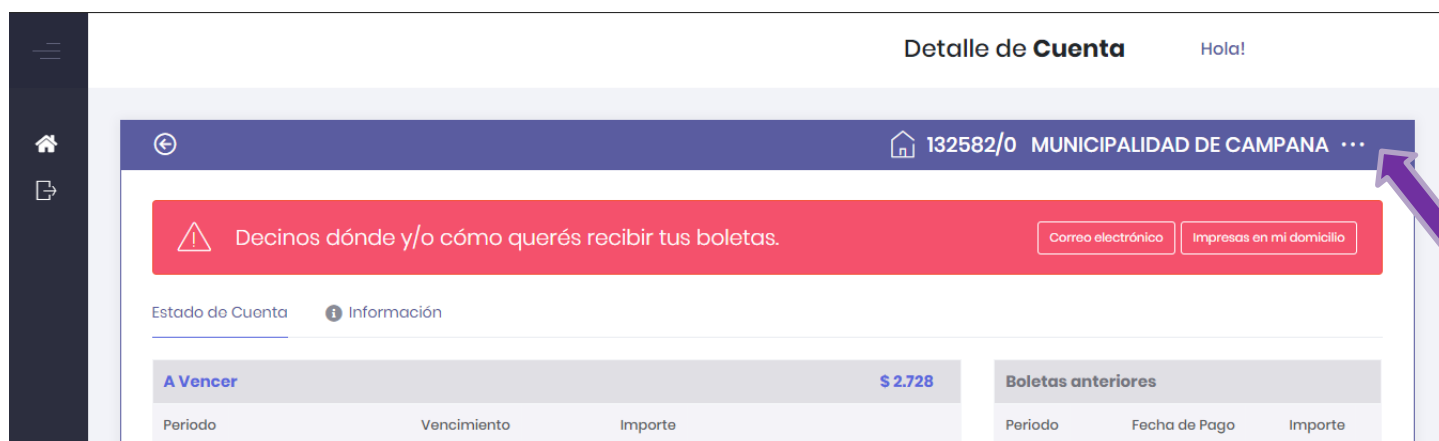 Detalle de Cuenta Hola!
132582/0 MUNICIPALIDAD DE CAMPANA ...
Decinos dónde y/o cómo querés recibir tus boletas. Correo electrónico Impresas en mi domicilio
Estado de Cuenta Información
A Vencer $ 2.728 Boletas anteriores
Periodo Vencimiento Importe Periodo Fecha de Pago Importe